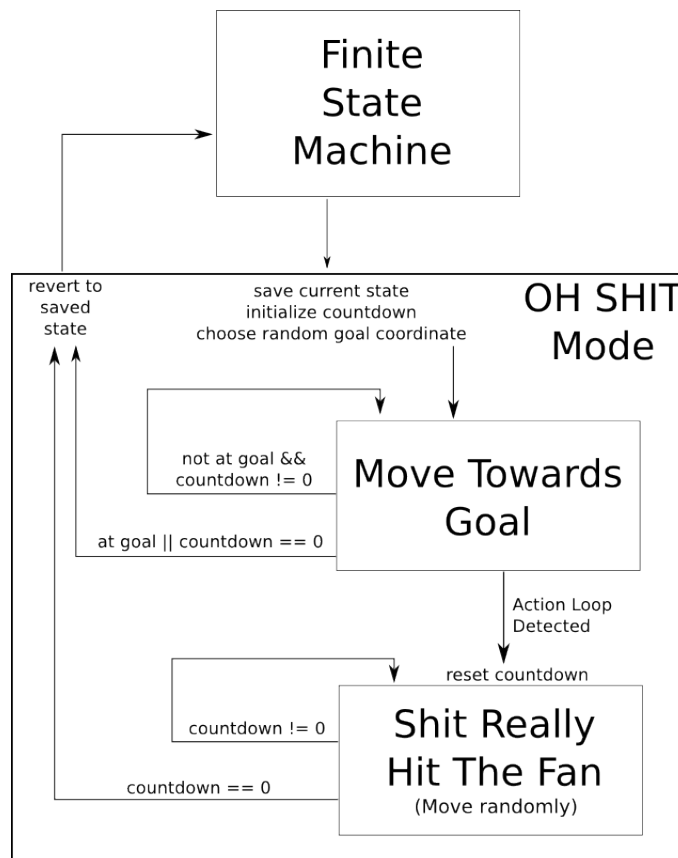 Finite
State
Machine
revert to
saved
state
save current state
initialize countdown
choose random goal coordinate
OH SHIT
Mode
not at goal &&
countdown != 0
Move Towards
Goal
at goal || countdown == 0
Action Loop
Detected
reset countdown
countdown != 0
Shit Really
Hit The Fan
(Move randomly)
countdown == 0